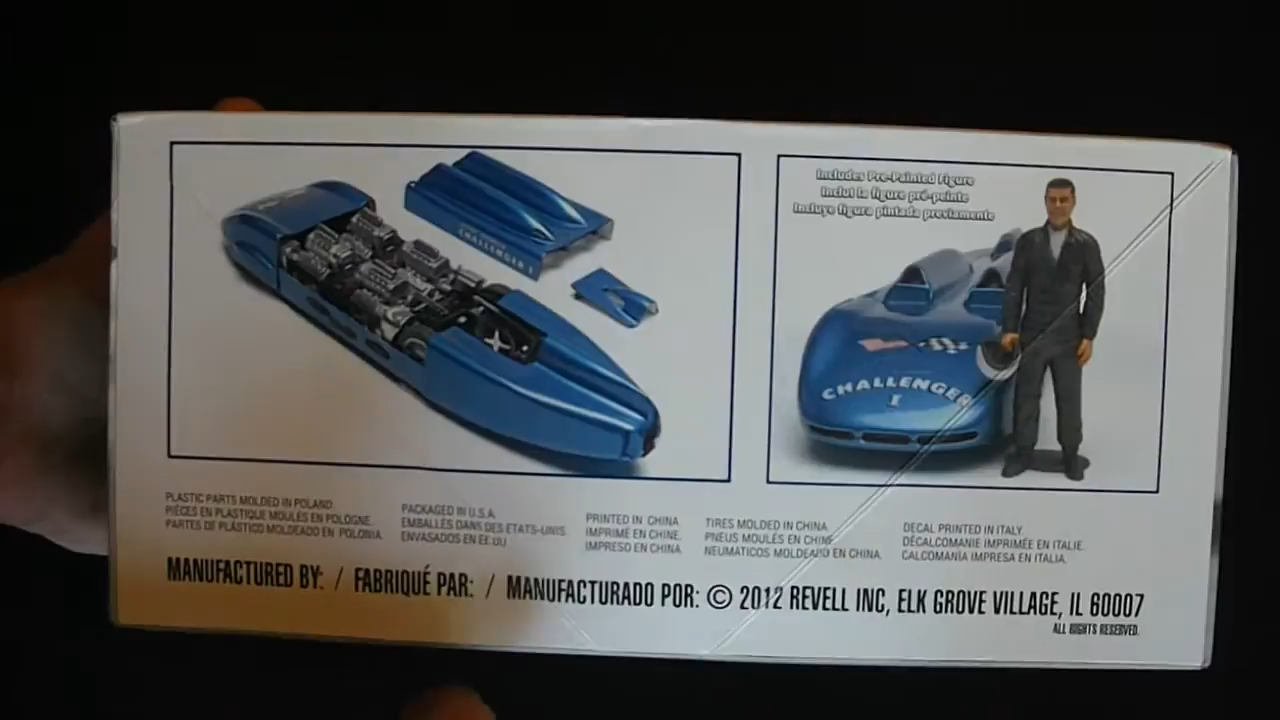 CHALLENGER I
Includes Pre-Painted Figure
Inclut la figure pré-peinte
Incluye figura pintada previamente
CHALLENGER
I
PLASTIC PARTS MOLDED IN POLAND.
PIÈCES EN PLASTIQUE MOULÉS EN POLOGNE.
PARTES DE PLÁSTICO MOLDEADO EN POLONIA.
PACKAGED IN U.S.A.
EMBALLÉS DANS DES ÉTATS-UNIS.
ENVASADOS EN EE.UU.
PRINTED IN CHINA.
IMPRIMÉ EN CHINE.
IMPRESO EN CHINA.
TIRES MOLDED IN CHINA.
PNEUS MOULÉS EN CHINE.
NEUMÁTICOS MOLDEADO EN CHINA.
DECAL PRINTED IN ITALY.
DÉCALCOMANIE IMPRIMÉE EN ITALIE.
CALCOMANÍA IMPRESA EN ITALIA.
MANUFACTURED BY: / FABRIQUÉ PAR: / MANUFACTURADO POR: © 2012 REVELL INC, ELK GROVE VILLAGE, IL 60007
ALL RIGHTS RESERVED.